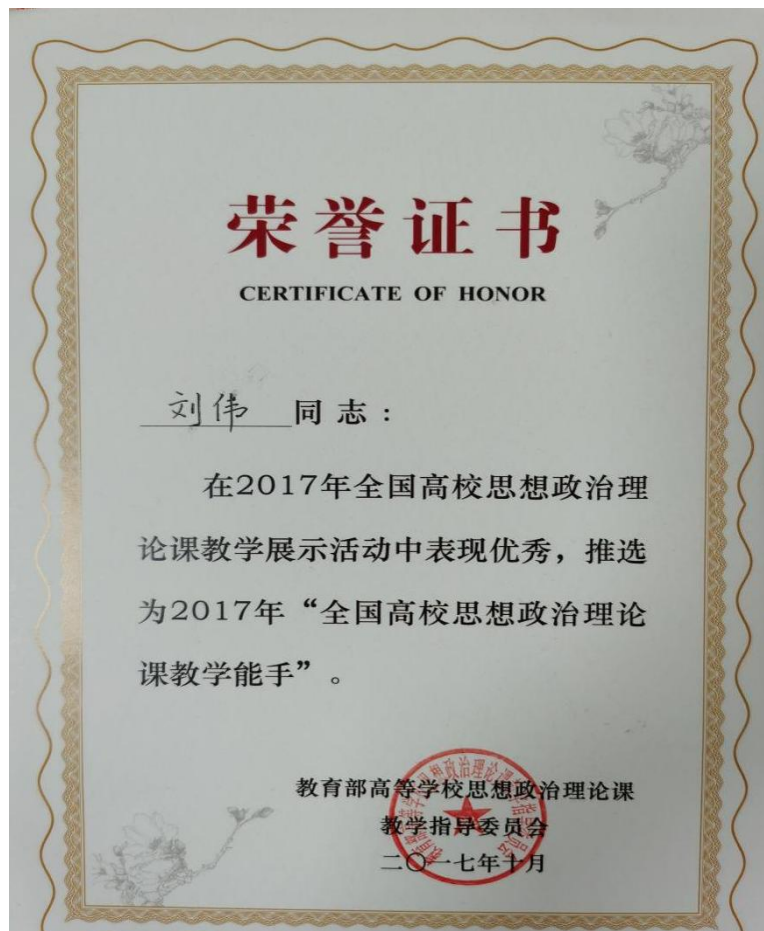 荣誉证书
CERTIFICATE OF HONOR
刘伟 同志：
在2017年全国高校思想政治理
论课教学展示活动中表现优秀，推选
为2017年“全国高校思想政治理论
课教学能手”。
教育部高等学校思想政治理论课
教学指导委员会
二〇一七年十月